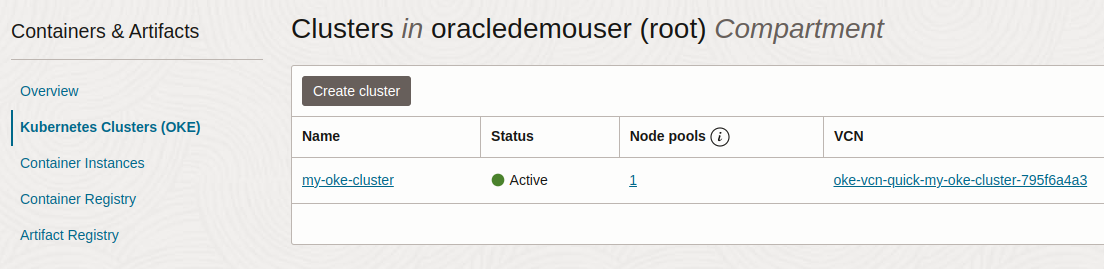 Containers & Artifacts
Overview
Kubernetes Clusters (OKE)
Container Instances
Container Registry
Artifact Registry
Clusters in oracledemouser (root) Compartment
Create cluster
Name Status Node pools i VCN
my-oke-cluster Active 1 oke-vcn-quick-my-oke-cluster-795f6a4a3